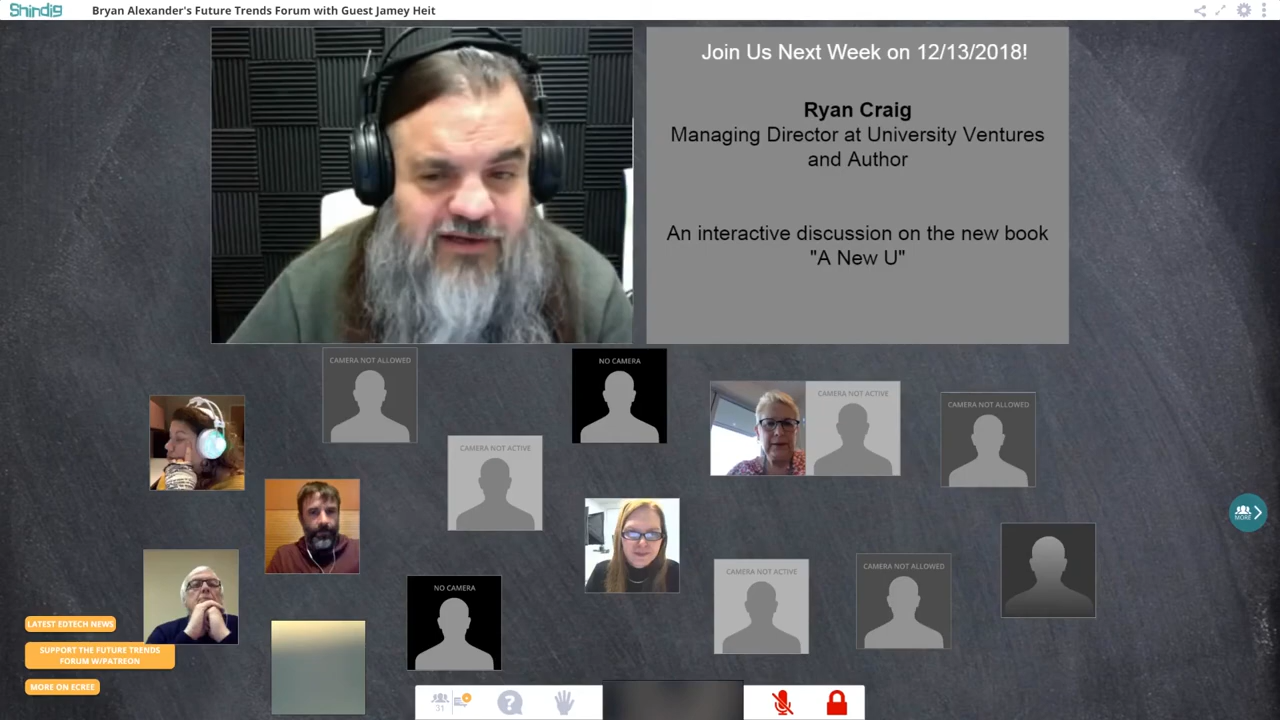 Shindig
Bryan Alexander's Future Trends Forum with Guest Jamey Heit
Join Us Next Week on 12/13/2018!
Ryan Craig
Managing Director at University Ventures
and Author
An interactive discussion on the new book
"A New U"
CAMERA NOT ALLOWED
NO CAMERA
CAMERA NOT ACTIVE
CAMERA NOT ALLOWED
CAMERA NOT ACTIVE
MORE
CAMERA NOT ACTIVE
CAMERA NOT ALLOWED
NO CAMERA
LATEST EDTECH NEWS
SUPPORT THE FUTURE TRENDS
FORUM W/PATREON
MORE ON ECREE
31